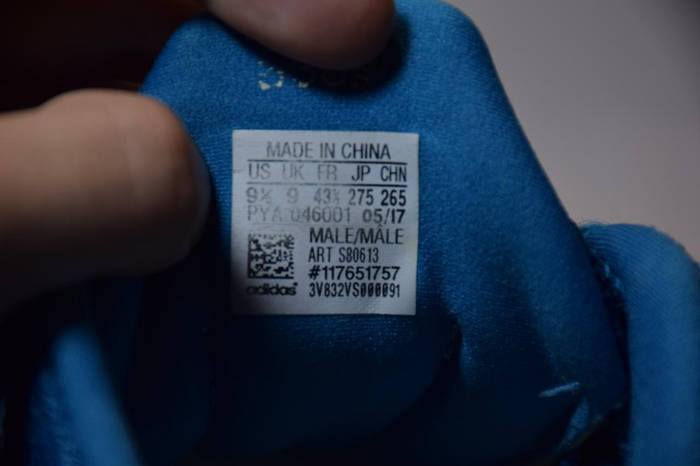 MADE IN CHINA
US UK FR JP CHN
9½ 9 43⅓ 275 265
PYA 046001 05/17
MALE/MÂLE
ART S80613
#117651757
adidas 3V832VS000091